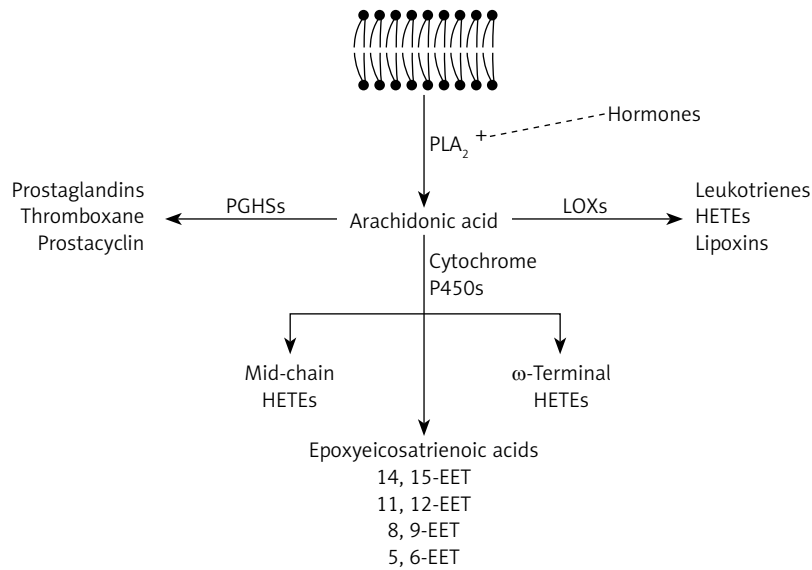 Hormones
+
PLA2
Prostaglandins
Thromboxane
Prostacyclin
PGHSs
Arachidonic acid
LOXs
Leukotrienes
HETEs
Lipoxins
Cytochrome
P450s
Mid-chain
HETEs
ω-Terminal
HETEs
Epoxyeicosatrienoic acids
14, 15-EET
11, 12-EET
8, 9-EET
5, 6-EET